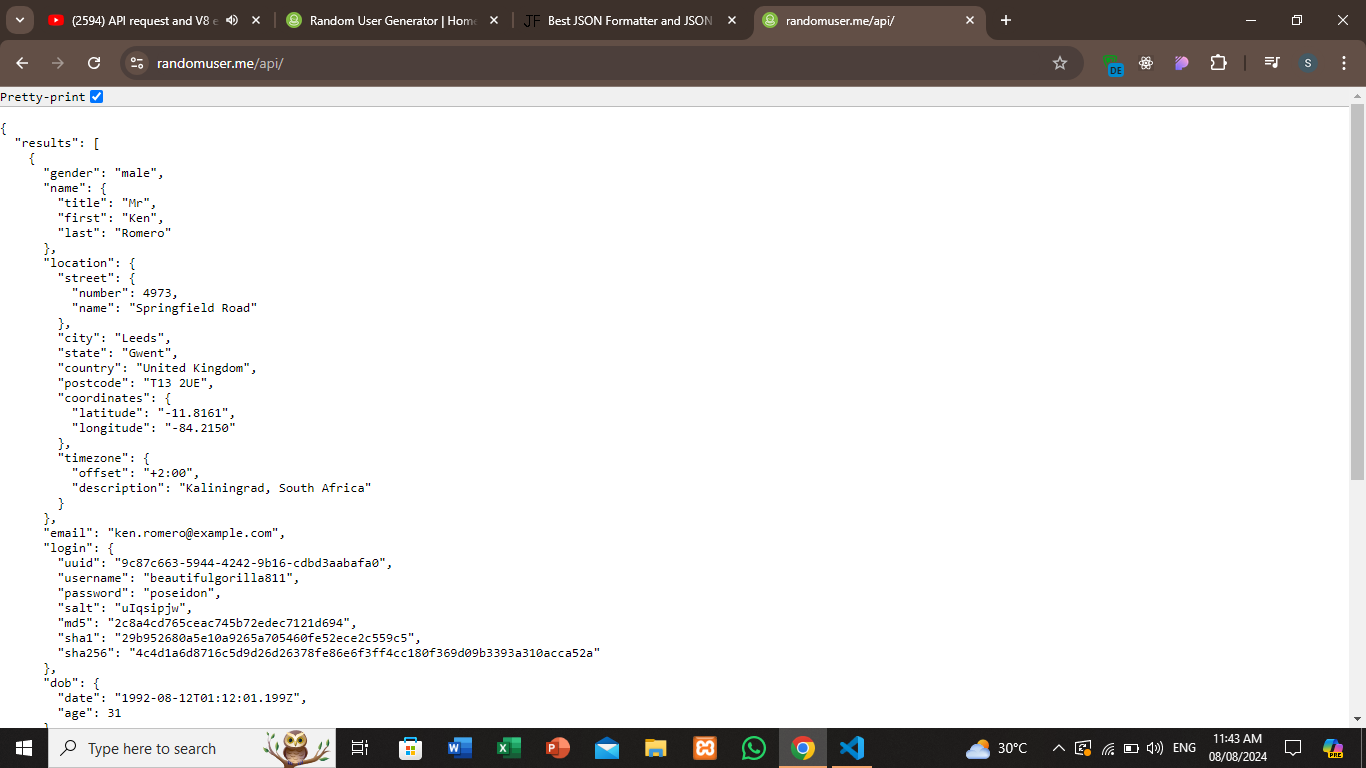 (2594) API request and V8 e
Random User Generator | Home
JF Best JSON Formatter and JSON
randomuser.me/api/
randomuser.me/api/
DE
S
Pretty-print
{
"results": [
{
"gender": "male",
"name": {
"title": "Mr",
"first": "Ken",
"last": "Romero"
},
"location": {
"street": {
"number": 4973,
"name": "Springfield Road"
},
"city": "Leeds",
"state": "Gwent",
"country": "United Kingdom",
"postcode": "T13 2UE",
"coordinates": {
"latitude": "-11.8161",
"longitude": "-84.2150"
},
"timezone": {
"offset": "+2:00",
"description": "Kaliningrad, South Africa"
}
},
"email": "ken.romero@example.com",
"login": {
"uuid": "9c87c663-5944-4242-9b16-cdbd3aabafa0",
"username": "beautifulgorilla811",
"password": "poseidon",
"salt": "uIqsipjw",
"md5": "2c8a4cd765ceac745b72edec7121d694",
"sha1": "29b952680a5e10a9265a705460fe52ece2c559c5",
"sha256": "4c4d1a6d8716c5d9d26d26378fe86e6f3ff4cc180f369d09b3393a310acca52a"
},
"dob": {
"date": "1992-08-12T01:12:01.199Z",
"age": 31
Type here to search
30°C
ENG
11:43 AM
08/08/2024
PRE